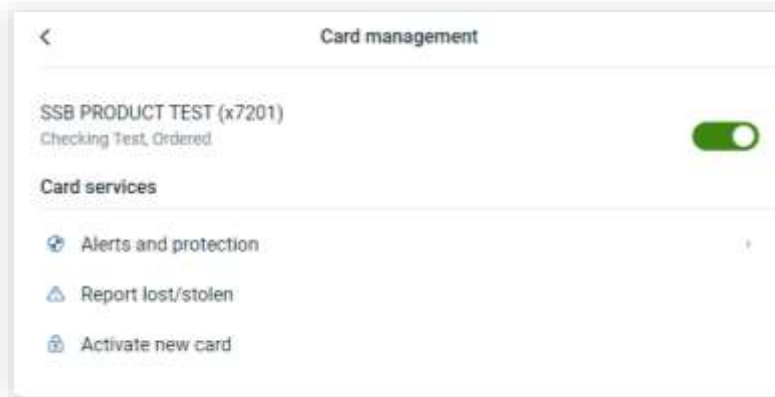 Card management
SSB PRODUCT TEST (x7201)
Checking Test, Ordered
Card services
Alerts and protection
Report lost/stolen
Activate new card